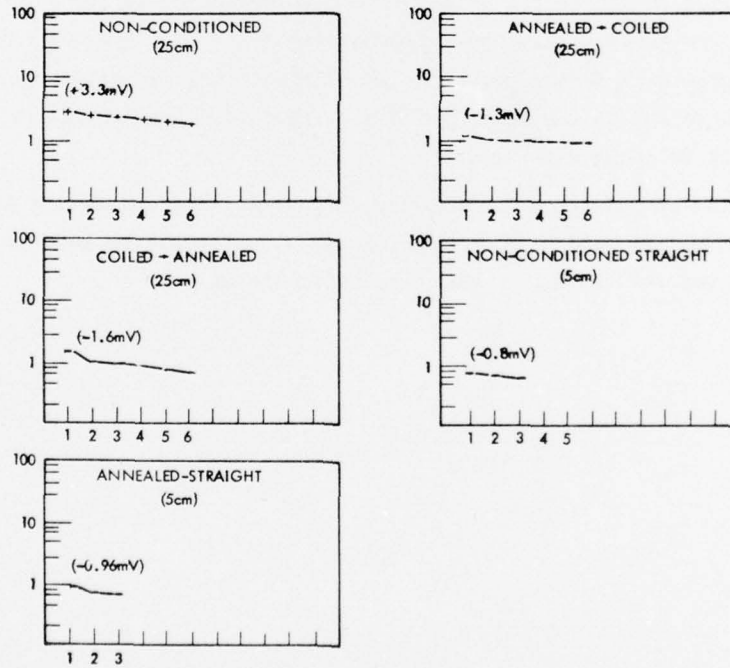 100
NON-CONDITIONED
(25cm)
10
(+3.3mV)
1
1 2 3 4 5 6
100
ANNEALED → COILED
(25cm)
10
(-1.3mV)
1
1 2 3 4 5 6
100
COILED → ANNEALED
(25cm)
10
(-1.6mV)
1
1 2 3 4 5 6
100
NON-CONDITIONED STRAIGHT
(5cm)
10
(-0.8mV)
1
1 2 3 4 5
100
ANNEALED-STRAIGHT
(5cm)
10
(-0.96mV)
1
1 2 3